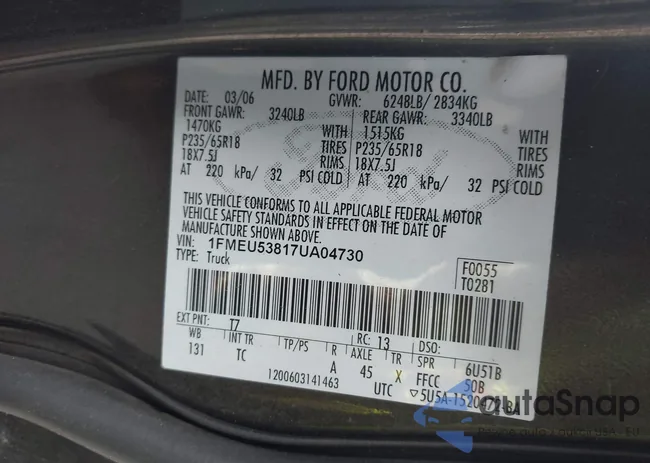 MFD. BY FORD MOTOR CO.
DATE: 03/06 GVWR: 6248LB/ 2834KG
FRONT GAWR: 3240LB REAR GAWR: 3340LB
1470KG WITH 1515KG WITH
P235/65R18 TIRES P235/65R18 TIRES
18X7.5J RIMS 18X7.5J RIMS
AT 220 kPa/ 32 PSI COLD AT 220 kPa/ 32 PSI COLD
THIS VEHICLE CONFORMS TO ALL APPLICABLE FEDERAL MOTOR
VEHICLE SAFETY STANDARDS IN EFFECT ON THE DATE OF
MANUFACTURE SHOWN ABOVE.
VIN: 1FMEU53817UA04730
TYPE: Truck
F0055
T0281
EXT PNT: T7 RC: 13 DSO:
WB INT TR TP/PS R AXLE TR SPR 6U51B
131 TC A 45 X FFCC 50B
1200603141463 UTC
autoSnap